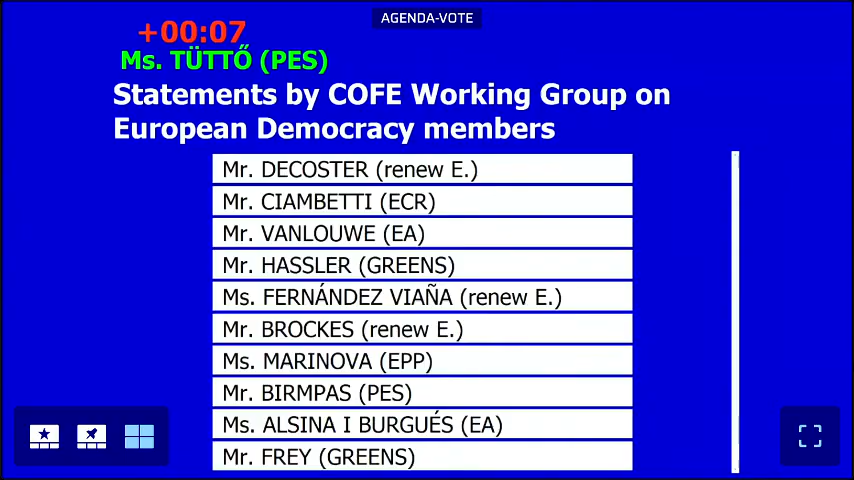 AGENDA-VOTE
+00:07
Ms. TÜTTŐ (PES)
Statements by COFE Working Group on
European Democracy members
Mr. DECOSTER (renew E.)
Mr. CIAMBETTI (ECR)
Mr. VANLOUWE (EA)
Mr. HASSLER (GREENS)
Ms. FERNÁNDEZ VIAÑA (renew E.)
Mr. BROCKES (renew E.)
Ms. MARINOVA (EPP)
Mr. BIRMPAS (PES)
Ms. ALSINA I BURGUÉS (EA)
Mr. FREY (GREENS)